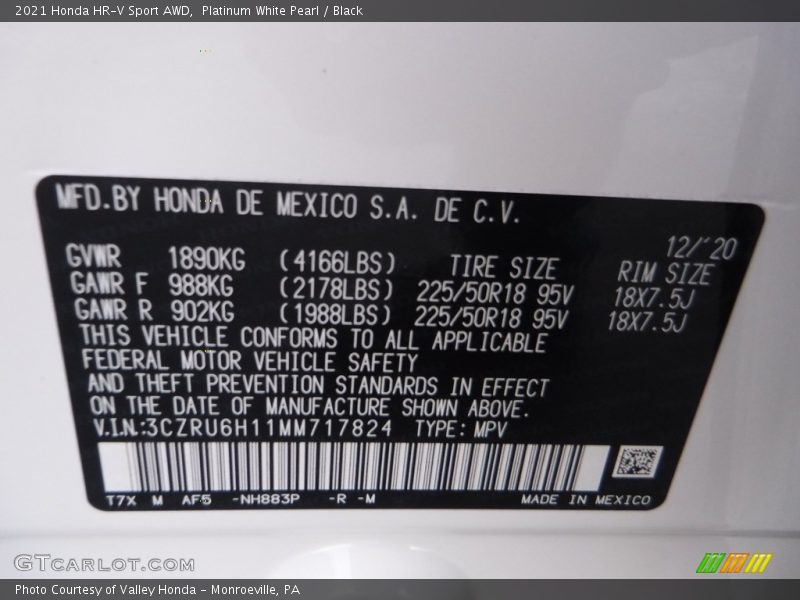 2021 Honda HR-V Sport AWD,  Platinum White Pearl / Black
MFD.BY HONDA DE MEXICO S.A. DE C.V.
12/'20
GVWR 1890KG (4166LBS) TIRE SIZE RIM SIZE
GAWR F 988KG (2178LBS) 225/50R18 95V 18X7.5J
GAWR R 902KG (1988LBS) 225/50R18 95V 18X7.5J
THIS VEHICLE CONFORMS TO ALL APPLICABLE
FEDERAL MOTOR VEHICLE SAFETY
AND THEFT PREVENTION STANDARDS IN EFFECT
ON THE DATE OF MANUFACTURE SHOWN ABOVE.
V.I.N.:3CZRU6H11MM717824 TYPE: MPV
T7X M AF5 -NH883P -R -M MADE IN MEXICO
GTCARLOT.COM
Photo Courtesy of Valley Honda - Monroeville, PA